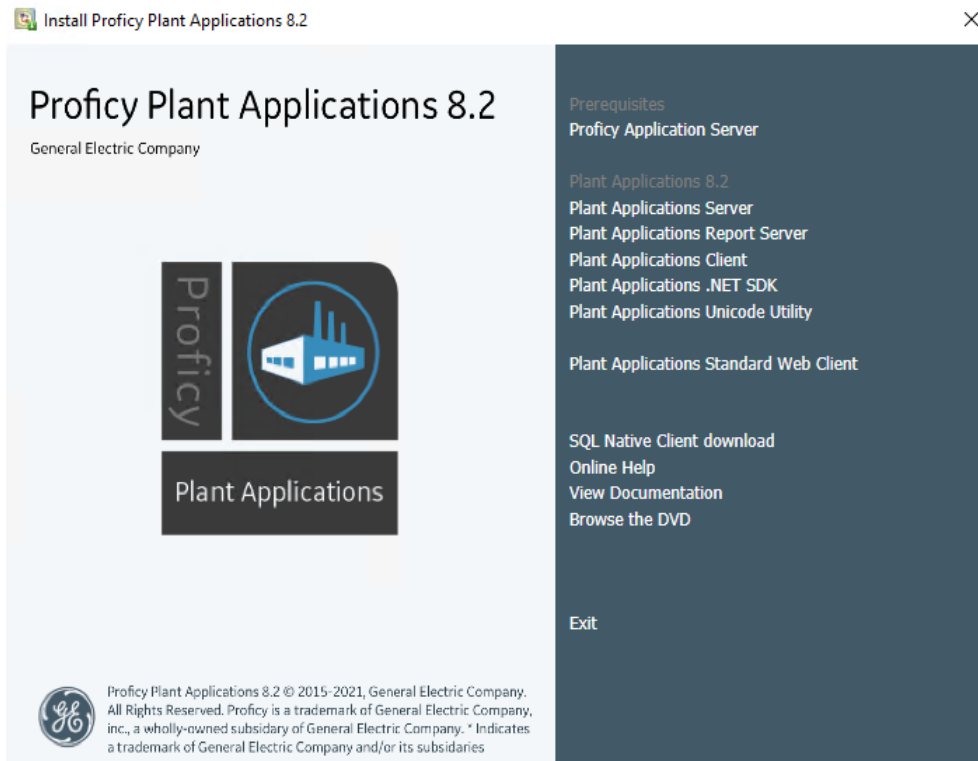 Install Proficy Plant Applications 8.2
Proficy Plant Applications 8.2
General Electric Company
Proficy
Plant Applications
GE
Proficy Plant Applications 8.2 © 2015-2021, General Electric Company.
All Rights Reserved. Proficy is a trademark of General Electric Company,
inc., a wholly-owned subsidary of General Electric Company. * Indicates
a trademark of General Electric Company and/or its subsidaries
Prerequisites
Proficy Application Server
Plant Applications 8.2
Plant Applications Server
Plant Applications Report Server
Plant Applications Client
Plant Applications .NET SDK
Plant Applications Unicode Utility
Plant Applications Standard Web Client
SQL Native Client download
Online Help
View Documentation
Browse the DVD
Exit